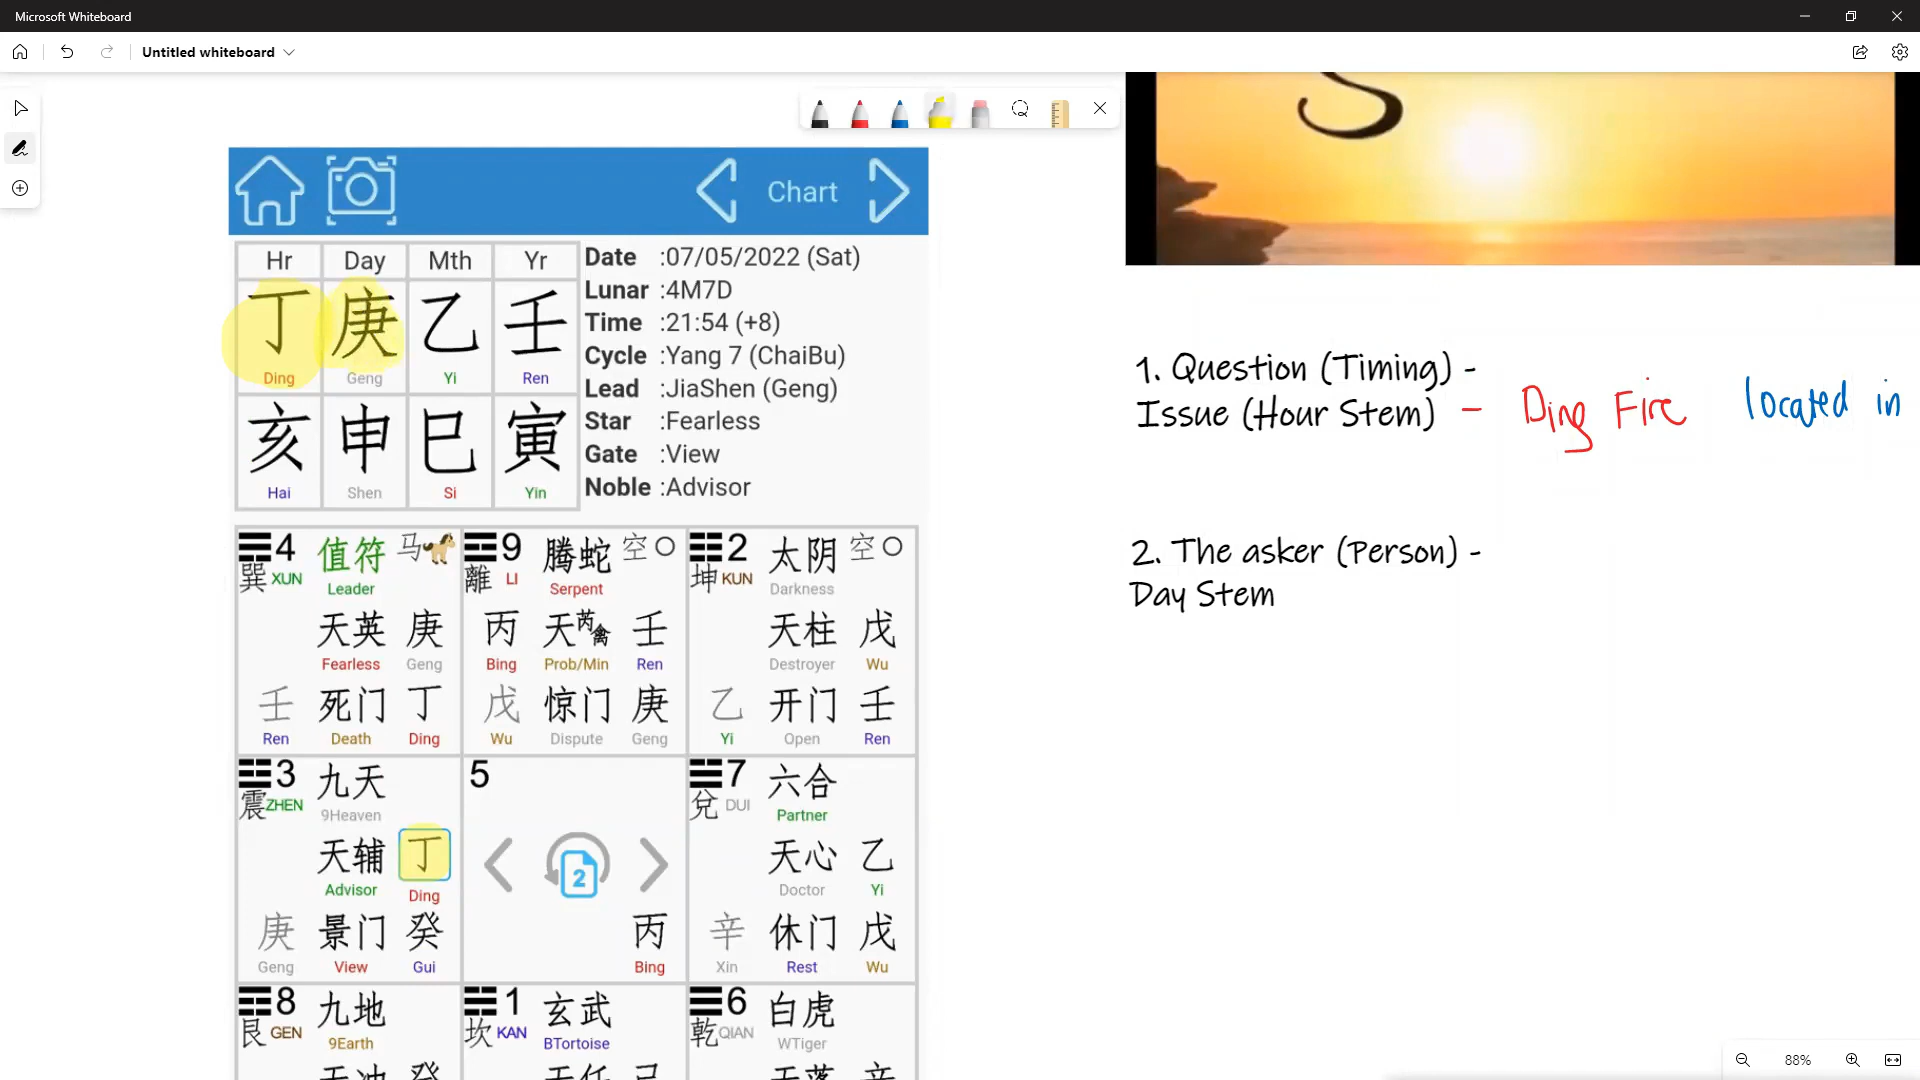 Microsoft Whiteboard
Untitled whiteboard
Chart
Hr Day Mth Yr
丁 庚 乙 壬
Ding Geng Yi Ren
亥 申 巳 寅
Hai Shen Si Yin
Date :07/05/2022 (Sat)
Lunar :4M7D
Time :21:54 (+8)
Cycle :Yang 7 (ChaiBu)
Lead :JiaShen (Geng)
Star :Fearless
Gate :View
Noble :Advisor
4 值符 马
巽 XUN Leader
天英 庚
Fearless Geng
壬 死门 丁
Ren Death Ding
9 腾蛇 空
離 LI Serpent
丙 天芮禽 壬
Bing Prob/Min Ren
戊 惊门 庚
Wu Dispute Geng
2 太阴 空
坤 KUN Darkness
天柱 戊
Destroyer Wu
乙 开门 壬
Yi Open Ren
3 九天
震 ZHEN 9Heaven
天辅 丁
Advisor Ding
庚 景门 癸
Geng View Gui
5
2
丙
Bing
7 六合
兌 DUI Partner
天心 乙
Doctor Yi
辛 休门 戊
Xin Rest Wu
8 九地
艮 GEN 9Earth
1 玄武
坎 KAN BTortoise
6 白虎
乾 QIAN WTiger
S
1. Question (Timing) -
Issue (Hour Stem) - Ding Fire located in
2. The asker (Person) -
Day Stem
88%